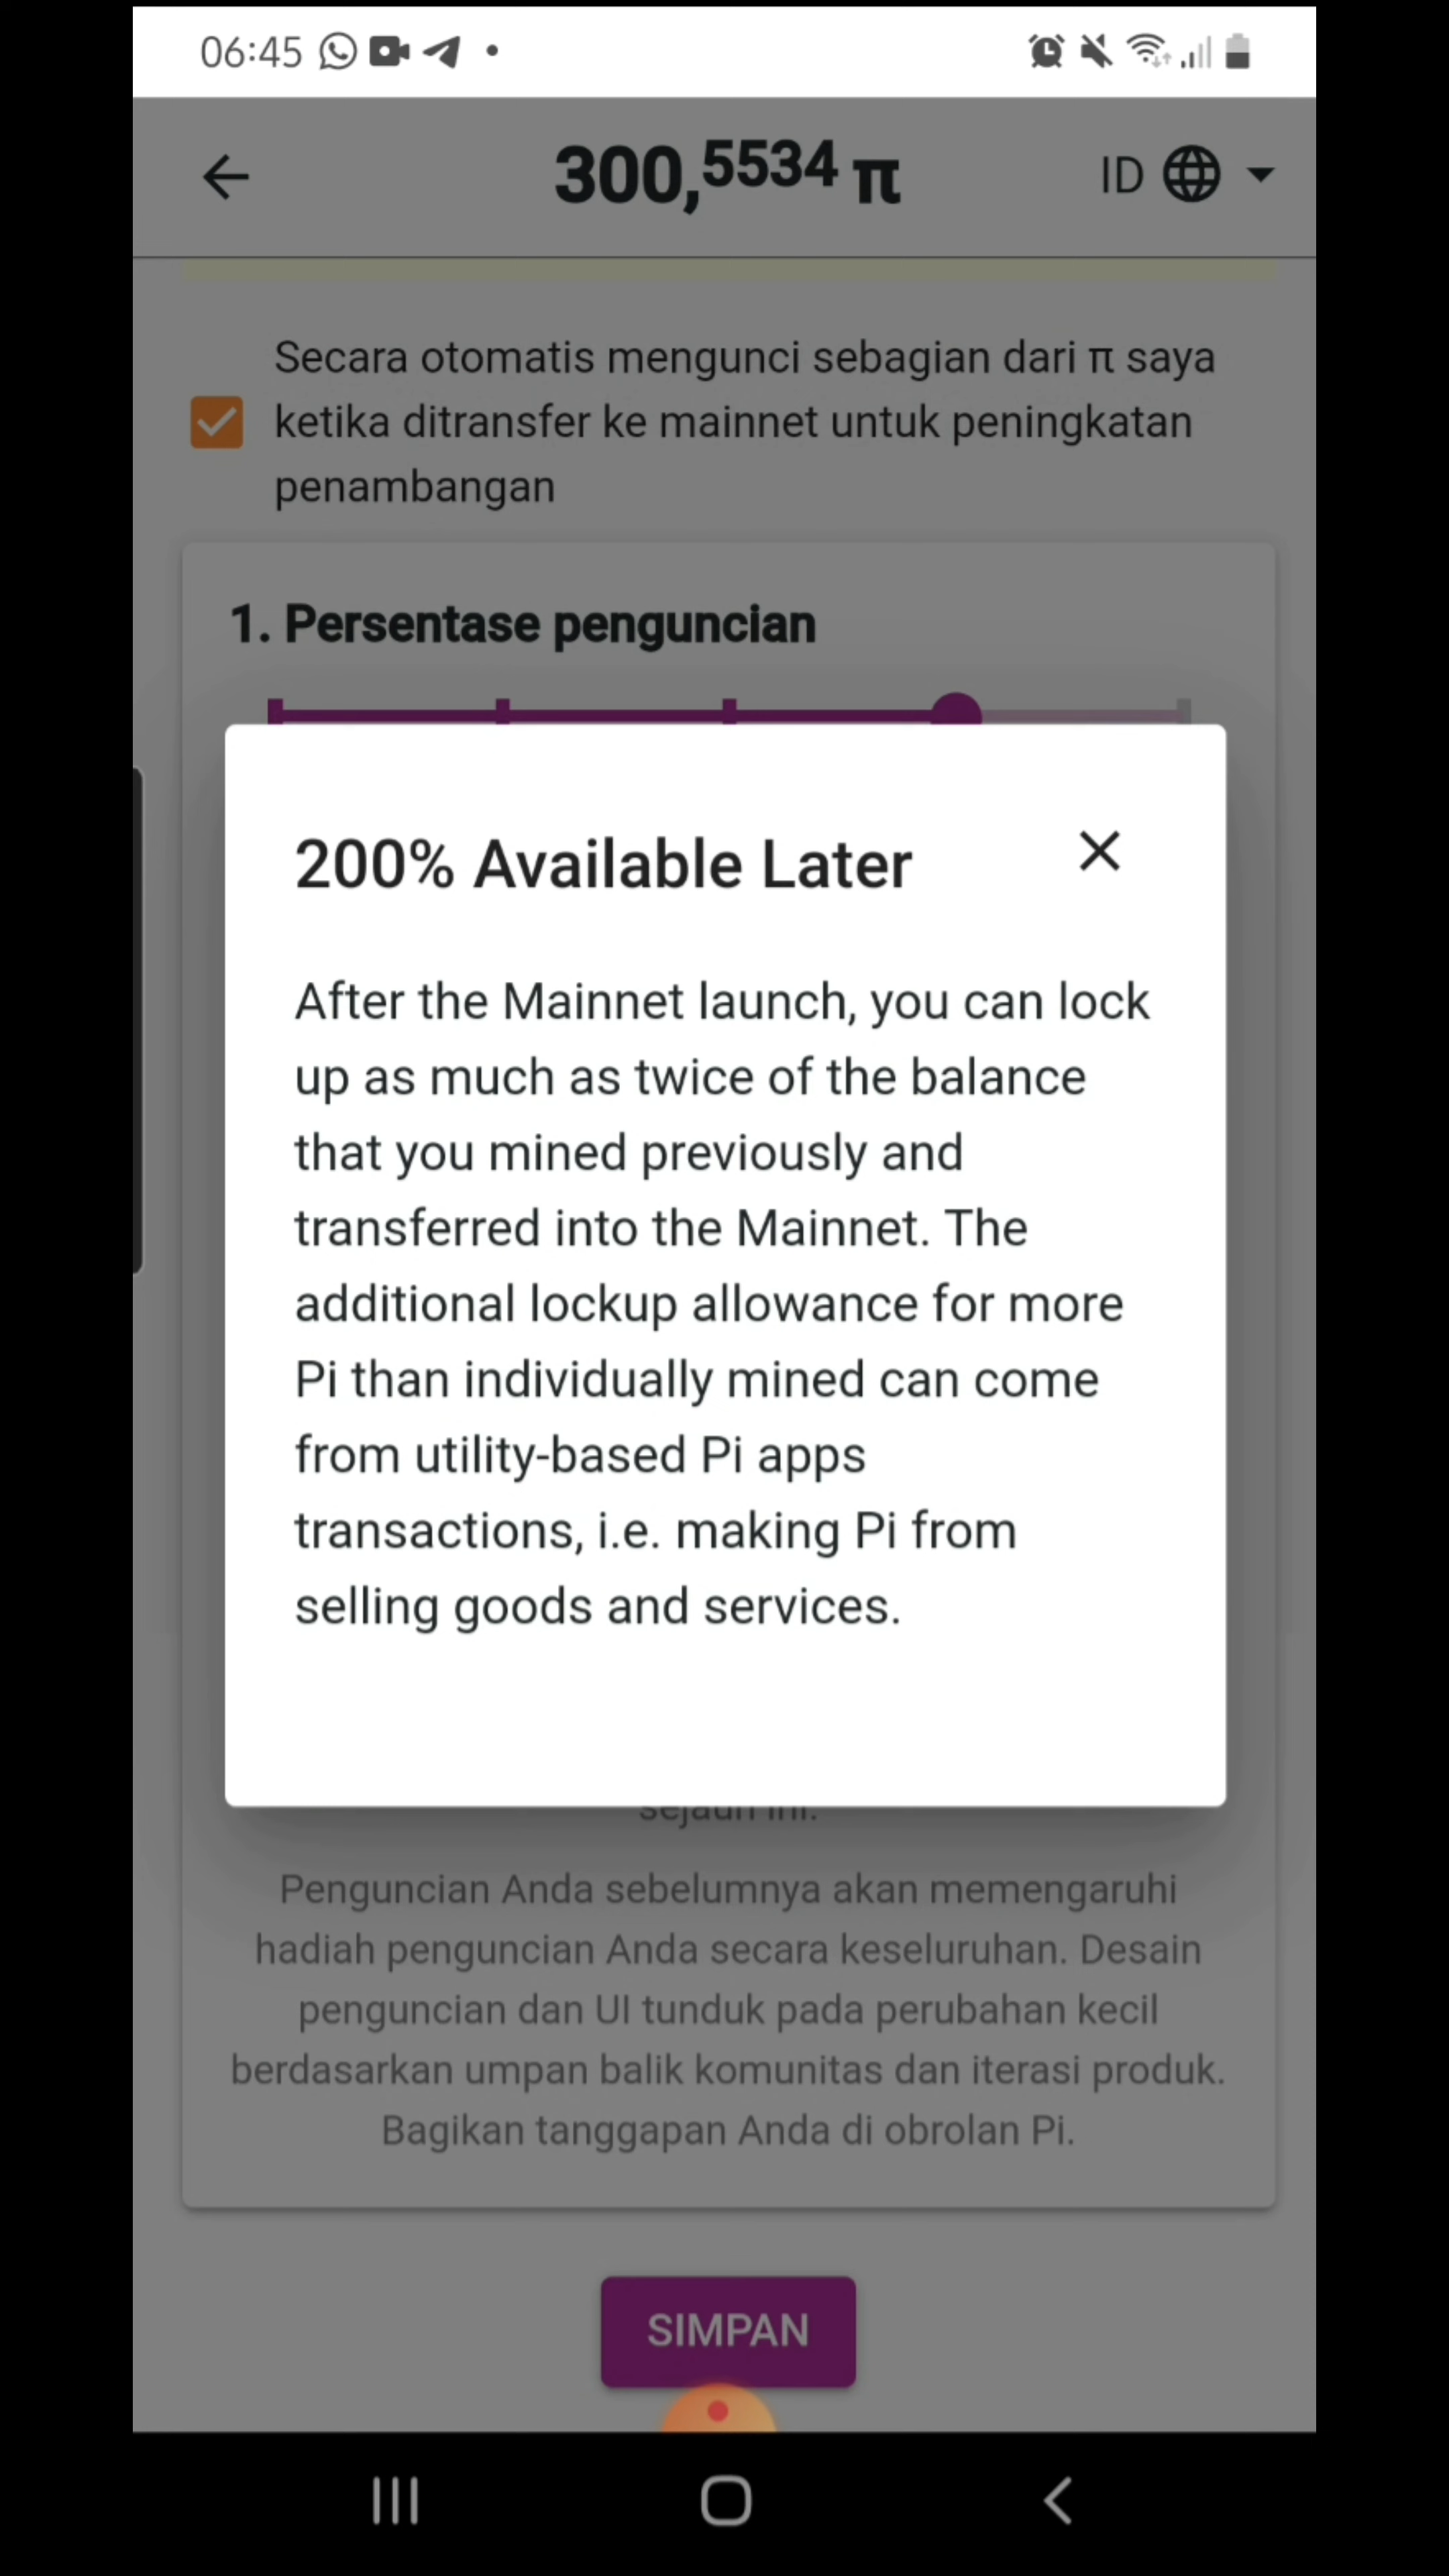 06:45
300,5534 π
ID
Secara otomatis mengunci sebagian dari π saya
ketika ditransfer ke mainnet untuk peningkatan
penambangan
1. Persentase penguncian
200% Available Later
After the Mainnet launch, you can lock
up as much as twice of the balance
that you mined previously and
transferred into the Mainnet. The
additional lockup allowance for more
Pi than individually mined can come
from utility-based Pi apps
transactions, i.e. making Pi from
selling goods and services.
sejauh ini.
Penguncian Anda sebelumnya akan memengaruhi
hadiah penguncian Anda secara keseluruhan. Desain
penguncian dan UI tunduk pada perubahan kecil
berdasarkan umpan balik komunitas dan iterasi produk.
Bagikan tanggapan Anda di obrolan Pi.
SIMPAN